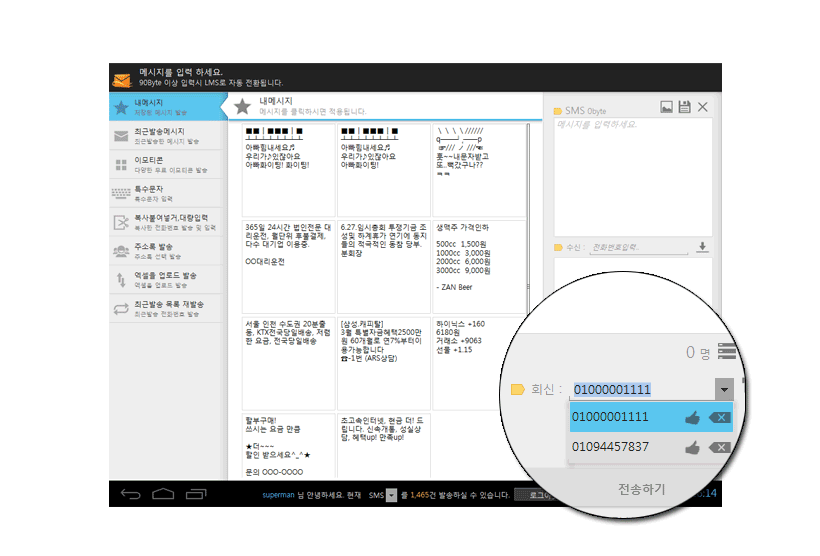 메시지를 입력 하세요.
90Byte 이상 입력시 LMS로 자동 전환됩니다.
내메시지
저장된 메시지 발송
최근발송메시지
최근발송한 메시지 발송
이모티콘
다양한 무료 이모티콘 발송
특수문자
특수문자 입력
복사붙여넣기,대량입력
복사한 전화번호 발송 및 입력
주소록 발송
주소록 선택 발송
엑셀을 업로드 발송
엑셀을 업로드
최근발송 목록 재발송
최근발송 전화번호 발송
내메시지
메시지를 클릭하시면 적용됩니다.
아빠힘내세요♬
우리가♪있잖아요
아빠화이팅! 화이팅!
아빠힘내세요♬
우리가♪있잖아요
아빠화이팅! 화이팅!
훗~~내문자받고
또..뻑갔구나??
ㅋㅋ
365일 24시간 법인전문 대
리운전, 월단위 후불결제,
다수 대기업 이용중.
OO대리운전
6.27.임시총회 투쟁기금 조
성및 하계휴가 연기에 동지
들의 적극적인 동참 당부.
분회장
생맥주 가격인하
500cc 1,500원
1000cc 3,000원
2000cc 6,000원
3000cc 9,000원
- ZAN Beer
서울 인천 수도권 20분출
동, KTX전국당일배송, 저렴
한 요금, 전국당일배송
[삼성.캐피탈]
3월 특별자금혜택2500만
원 60개월로 연7%부터이
용가능합니다
☎-1번 (ARS상담)
하이닉스 +160
6180원
거래소 +9063
선물 +1.15
할부구매!
쓰시는 요금 만큼
★더~~~
할인 받으세요^_^★
문의 OOO-OOOO
초고속인터넷, 현금 더! 드
립니다. 신속개통, 성실상
담, 혜택up! 만족up!
SMS 0byte
메시지를 입력하세요.
수신 : 전화번호입력..
0 명
회신 : 01000001111
01000001111
01094457837
전송하기
superman 님 안녕하세요. 현재 SMS 를 1,465건 발송하실 수 있습니다.
로그아
:14